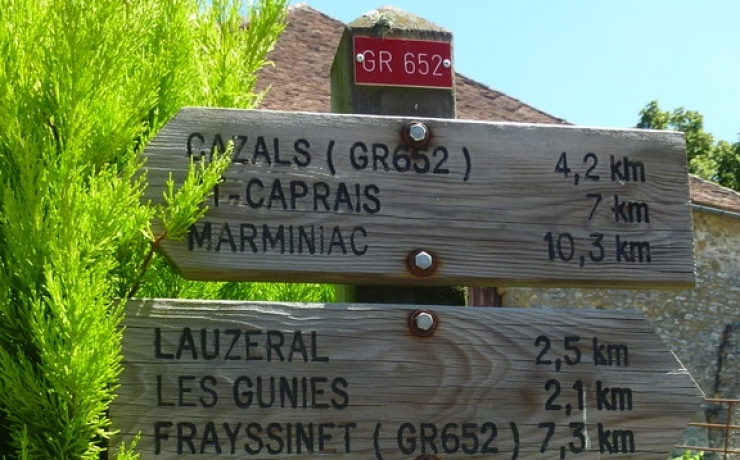 GR 652
CAZALS (GR652) 4,2 km
T-CAPRAIS 7 km
MARMINIAC 10,3 km
LAUZERAL 2,5 km
LES GUNIES 2,1 km
FRAYSSINET (GR652) 7,3 km